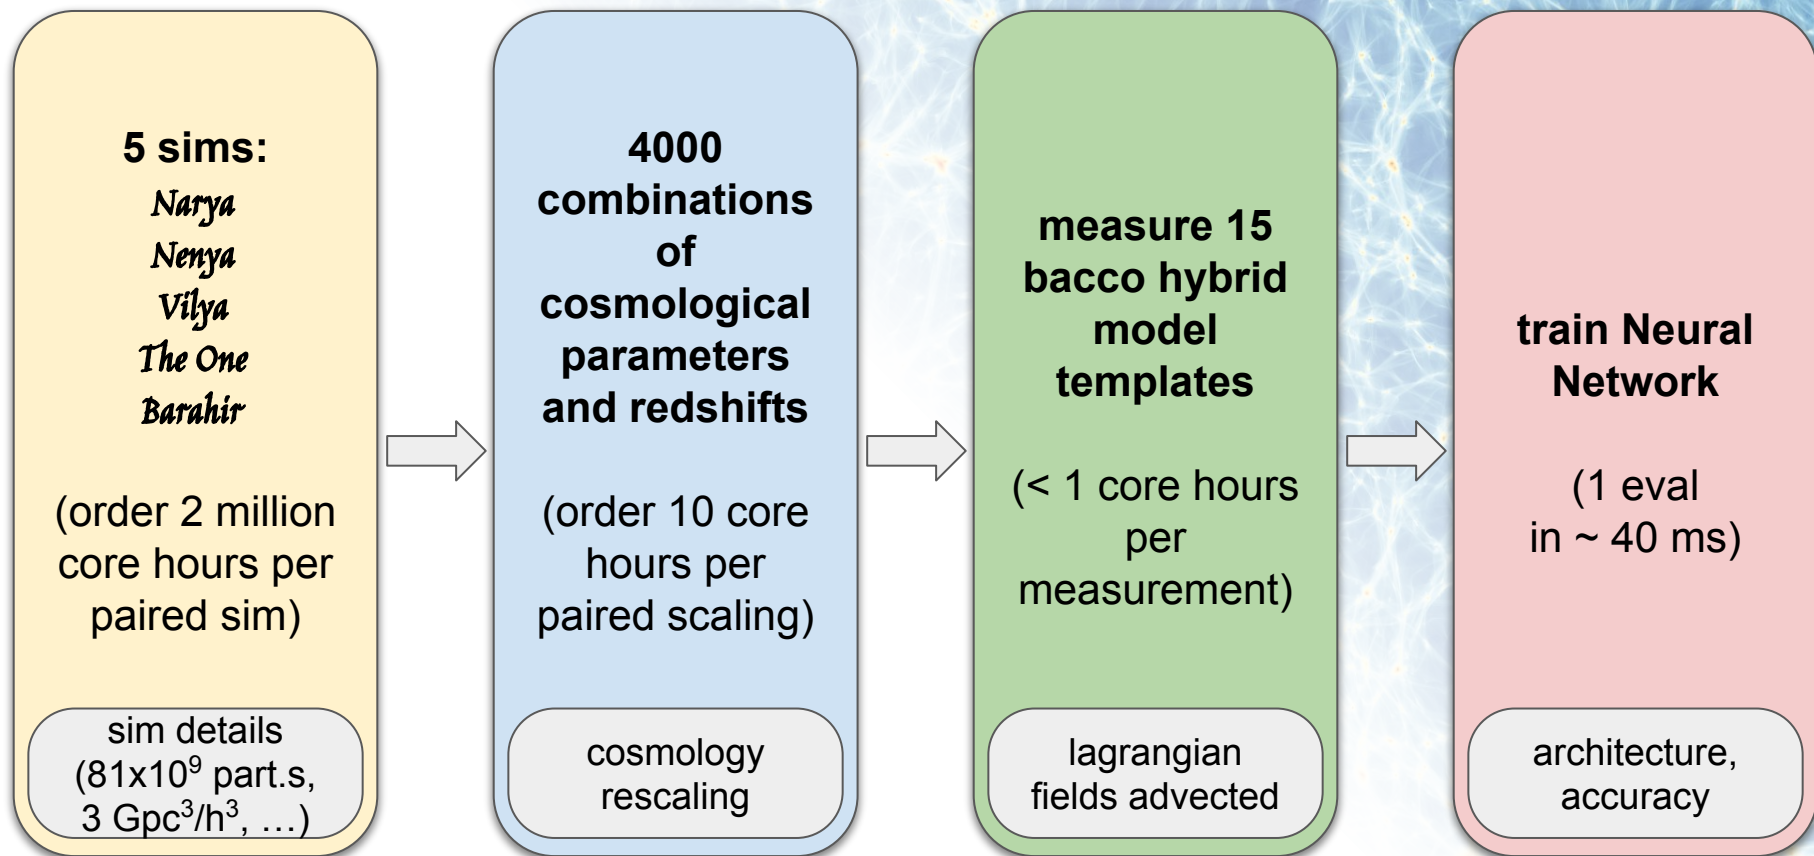 5 sims:
Narya
Nenya
Vilya
The One
Barahir
(order 2 million
core hours per
paired sim)
sim details
(81x10⁹ part.s,
3 Gpc³/h³, …)
4000
combinations
of
cosmological
parameters
and redshifts
(order 10 core
hours per
paired scaling)
cosmology
rescaling
measure 15
bacco hybrid
model
templates
(< 1 core hours
per
measurement)
lagrangian
fields advected
train Neural
Network
(1 eval
in ~ 40 ms)
architecture,
accuracy